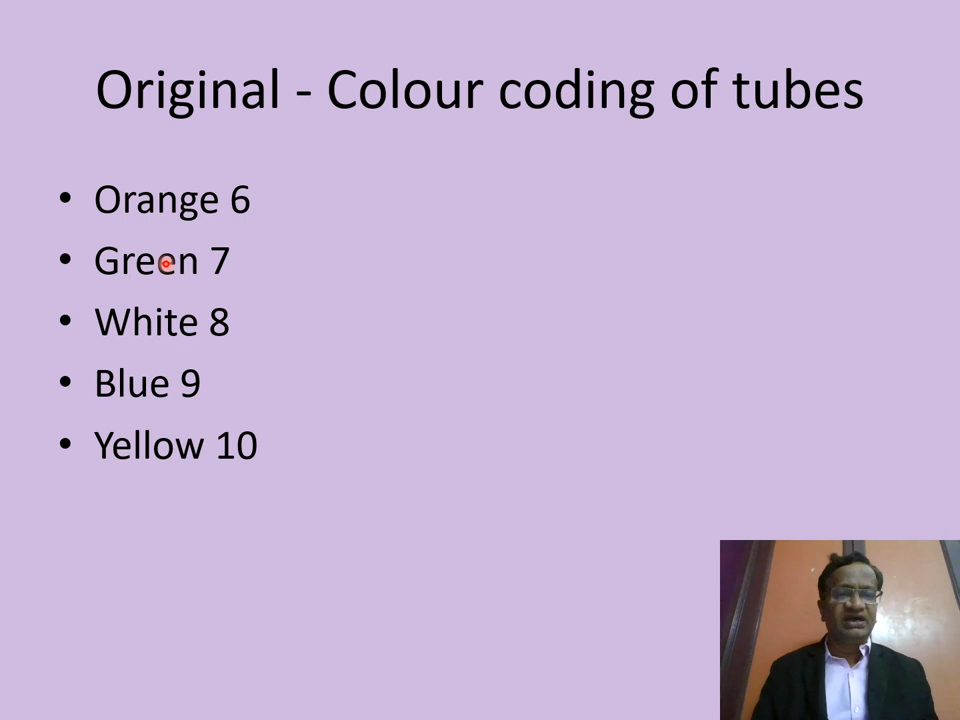 Original - Colour coding of tubes
• Orange 6
• Green 7
• White 8
• Blue 9
• Yellow 10